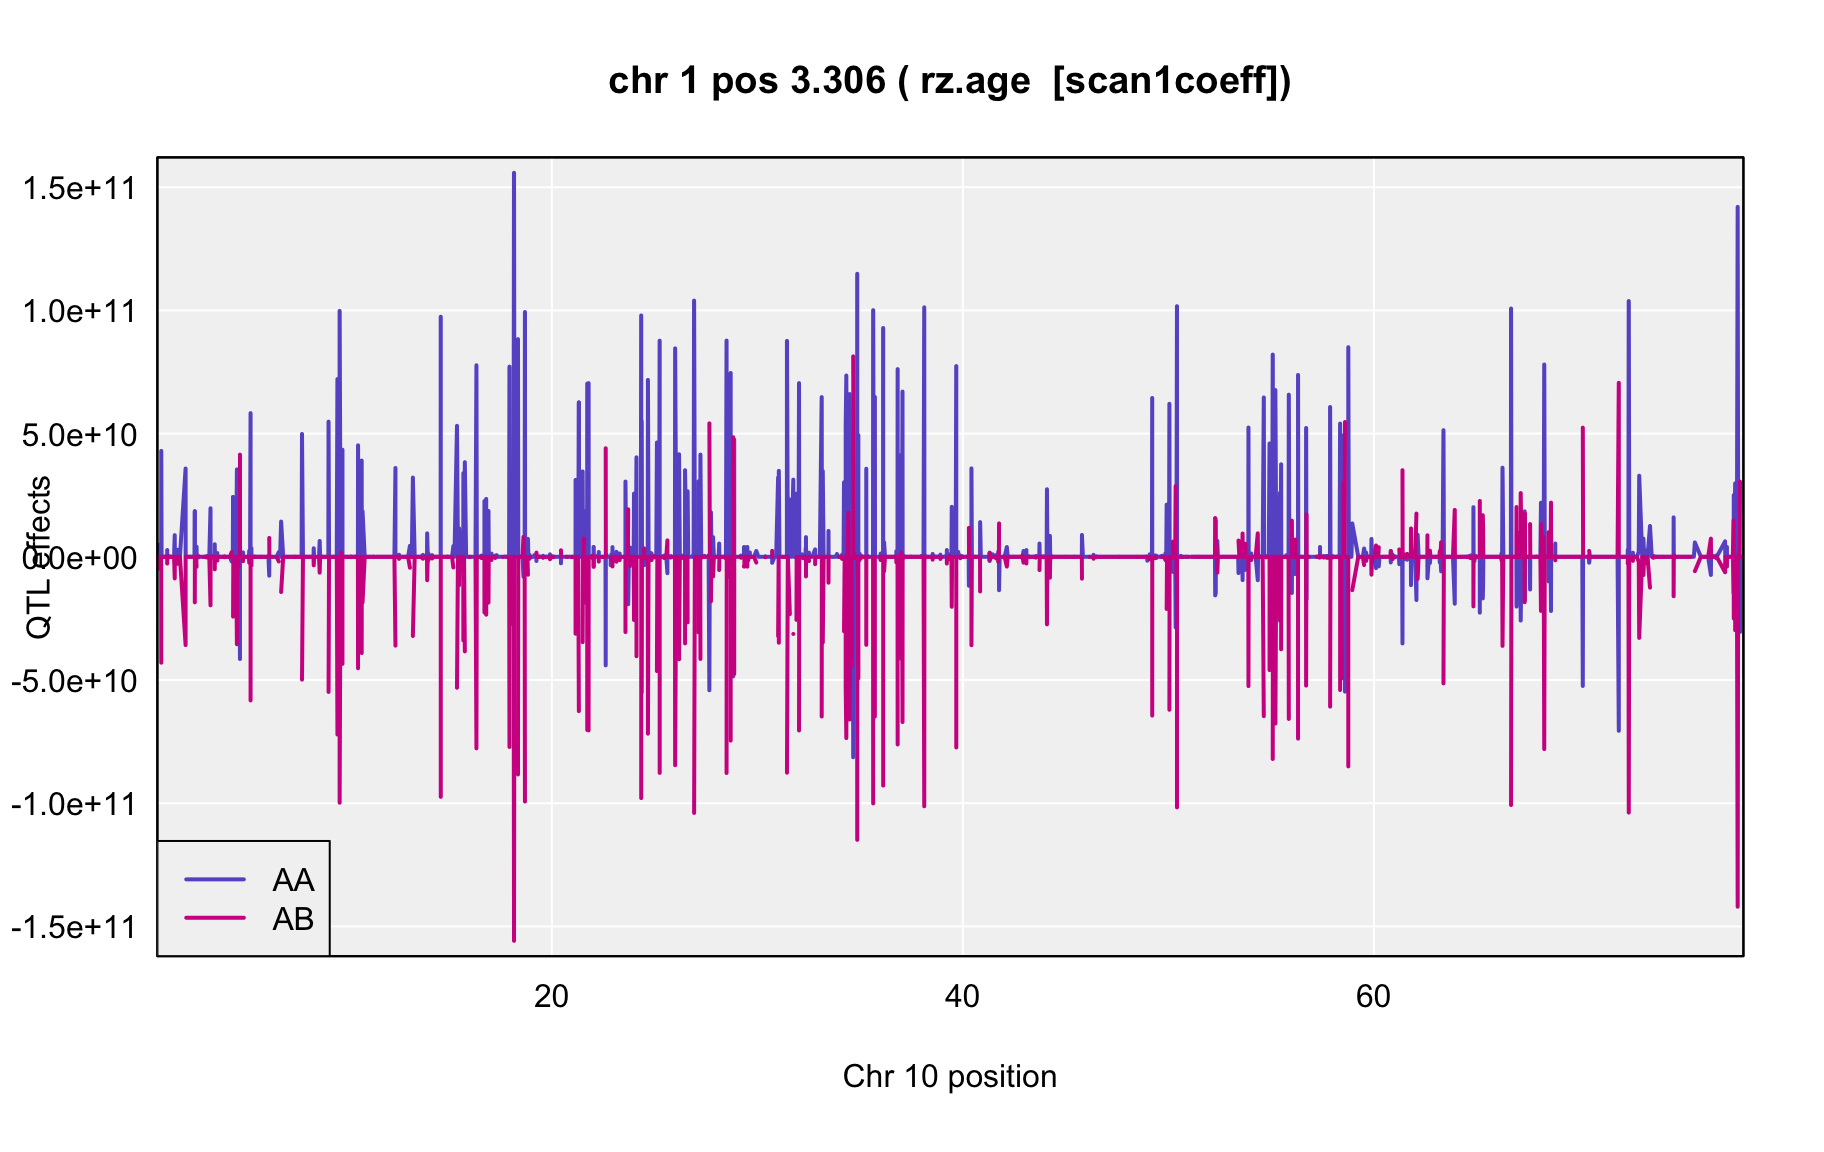 chr 1 pos 3.306 ( rz.age  [scan1coeff])
1.5e+11
1.0e+11
5.0e+10
0.0e+00
-5.0e+10
-1.0e+11
-1.5e+11
QTL effects
AA
AB
20 40 60
Chr 10 position